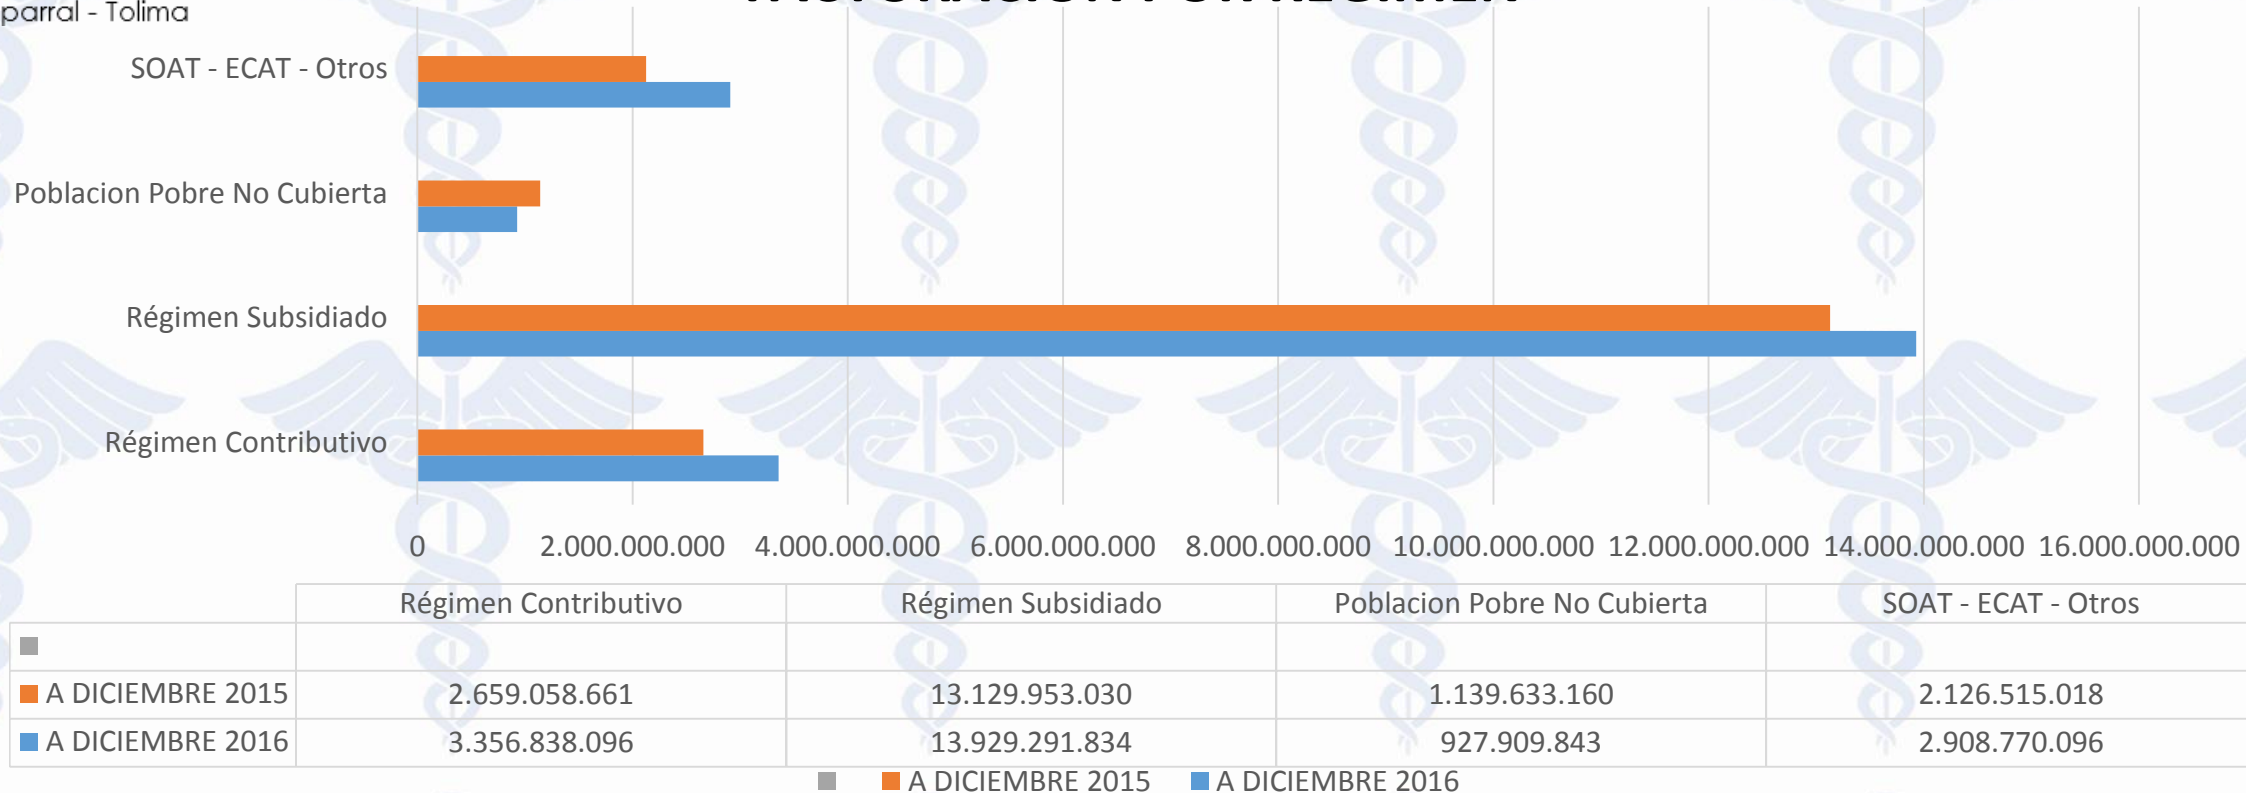 parral - Tolima
FACTURACION POR REGIMEN
SOAT - ECAT - Otros
Poblacion Pobre No Cubierta
Régimen Subsidiado
Régimen Contributivo
0 2.000.000.000 4.000.000.000 6.000.000.000 8.000.000.000 10.000.000.000 12.000.000.000 14.000.000.000 16.000.000.000
Régimen Contributivo Régimen Subsidiado Poblacion Pobre No Cubierta SOAT - ECAT - Otros
A DICIEMBRE 2015 2.659.058.661 13.129.953.030 1.139.633.160 2.126.515.018
A DICIEMBRE 2016 3.356.838.096 13.929.291.834 927.909.843 2.908.770.096
A DICIEMBRE 2015 A DICIEMBRE 2016